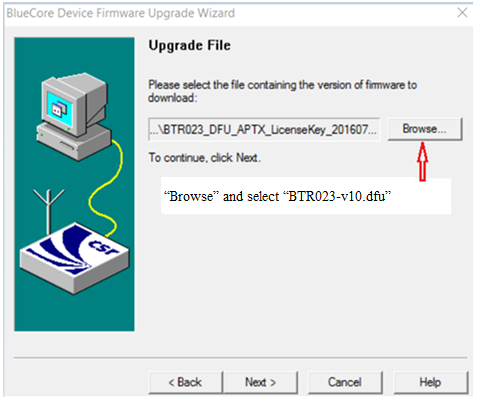 BlueCore Device Firmware Upgrade Wizard
Upgrade File
Please select the file containing the version of firmware to
download:
...\BTR023_DFU_APTX_LicenseKey_201607...
Browse...
To continue, click Next.
“Browse” and select “BTR023-v10.dfu”
CSR
< Back
Next >
Cancel
Help